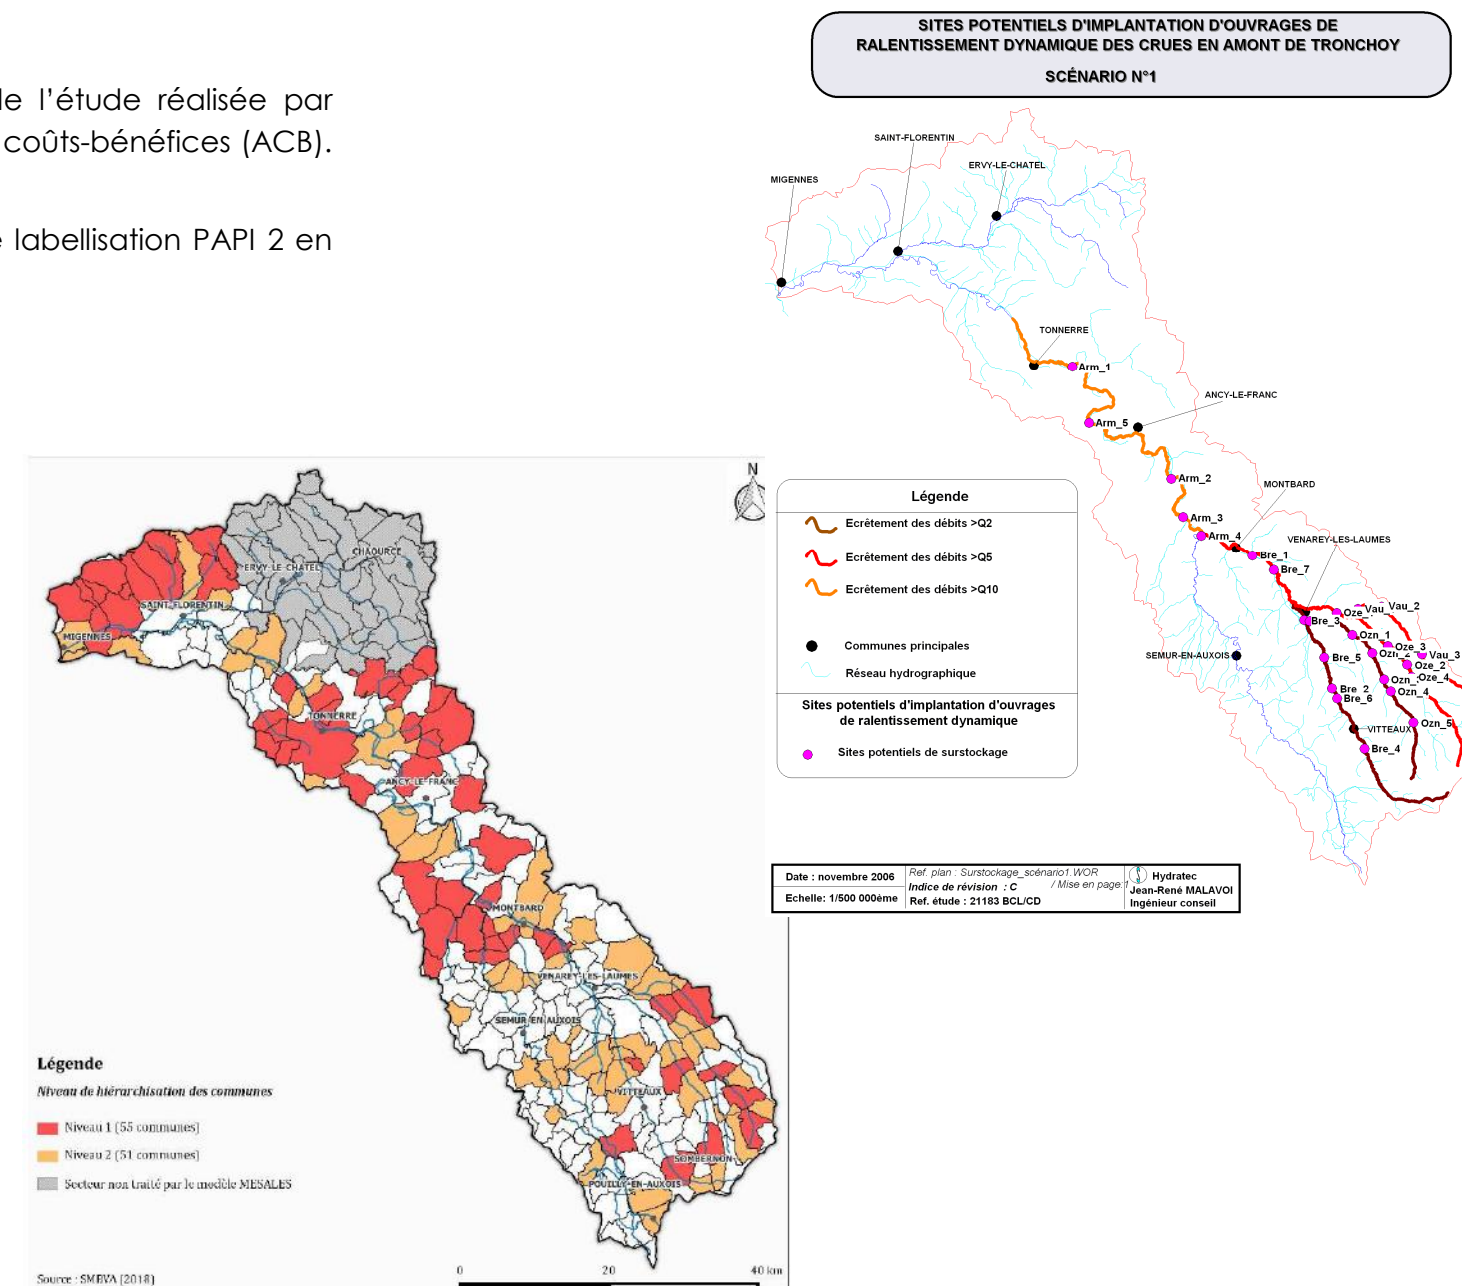 le l'étude réalisée par
coûts-bénéfices (ACB).
e labellisation PAPI 2 en
SITES POTENTIELS D'IMPLANTATION D'OUVRAGES DE
RALENTISSEMENT DYNAMIQUE DES CRUES EN AMONT DE TRONCHOY
SCÉNARIO N°1
SAINT-FLORENTIN
ERVY-LE-CHATEL
MIGENNES
TONNERRE
Arm_1
ANCY-LE-FRANC
Arm_5
Arm_2
MONTBARD
Arm_3
Arm_4
VENAREY-LES-LAUMES
Bre_1
Bre_7
Oze_
Vau_
Vau_2
Bre_3
Ozn_1
Oze_3
Ozn_2
Vau_3
SEMUR-EN-AUXOIS
Bre_5
Oze_2
Ozn_
Oze_4
Bre_2
Ozn_4
Bre_6
Ozn_5
VITTEAUX
Bre_4
Légende
Ecrêtement des débits >Q2
Ecrêtement des débits >Q5
Ecrêtement des débits >Q10
Communes principales
Réseau hydrographique
Sites potentiels d'implantation d'ouvrages
de ralentissement dynamique
Sites potentiels de surstockage
Date : novembre 2006
Echelle: 1/500 000ème
Ref. plan : Surstockage_scénario1.WOR
/ Mise en page:1
Indice de révision : C
Ref. étude : 21183 BCL/CD
Hydratec
Jean-René MALAVOI
Ingénieur conseil
N
CHAOURCE
ERVY-LE-CHATEL
SAINT-FLORENTIN
MIGENNES
TONNERRE
ANCY-LE-FRANC
MONTBARD
VENAREY-LES-LAUMES
SEMUR-EN-AUXOIS
VITTEAUX
SOMBERNON
POUILLY-EN-AUXOIS
Légende
Niveau de hiérarchisation des communes
Niveau 1 (55 communes)
Niveau 2 (51 communes)
Secteur non traité par le modèle MESALES
Source : SMBVA (2018)
0 20 40 km